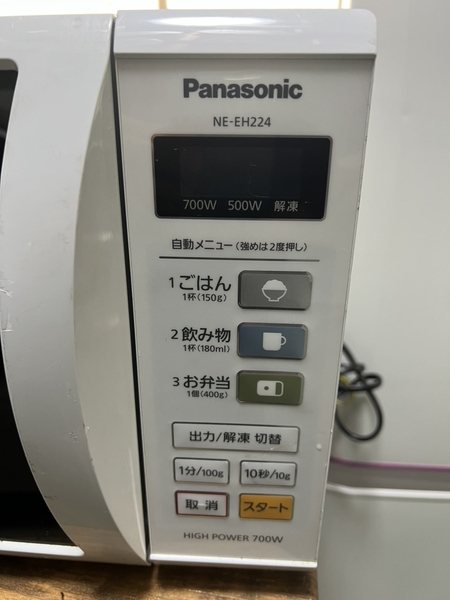 Panasonic
NE-EH224
700W 500W 解凍
自動メニュー(強めは2度押し)
1 ごはん
1杯(150g)
2 飲み物
1杯(180ml)
3 お弁当
1個(400g)
出力/解凍 切替
1分/100g 10秒/10g
取消 スタート
HIGH POWER 700W